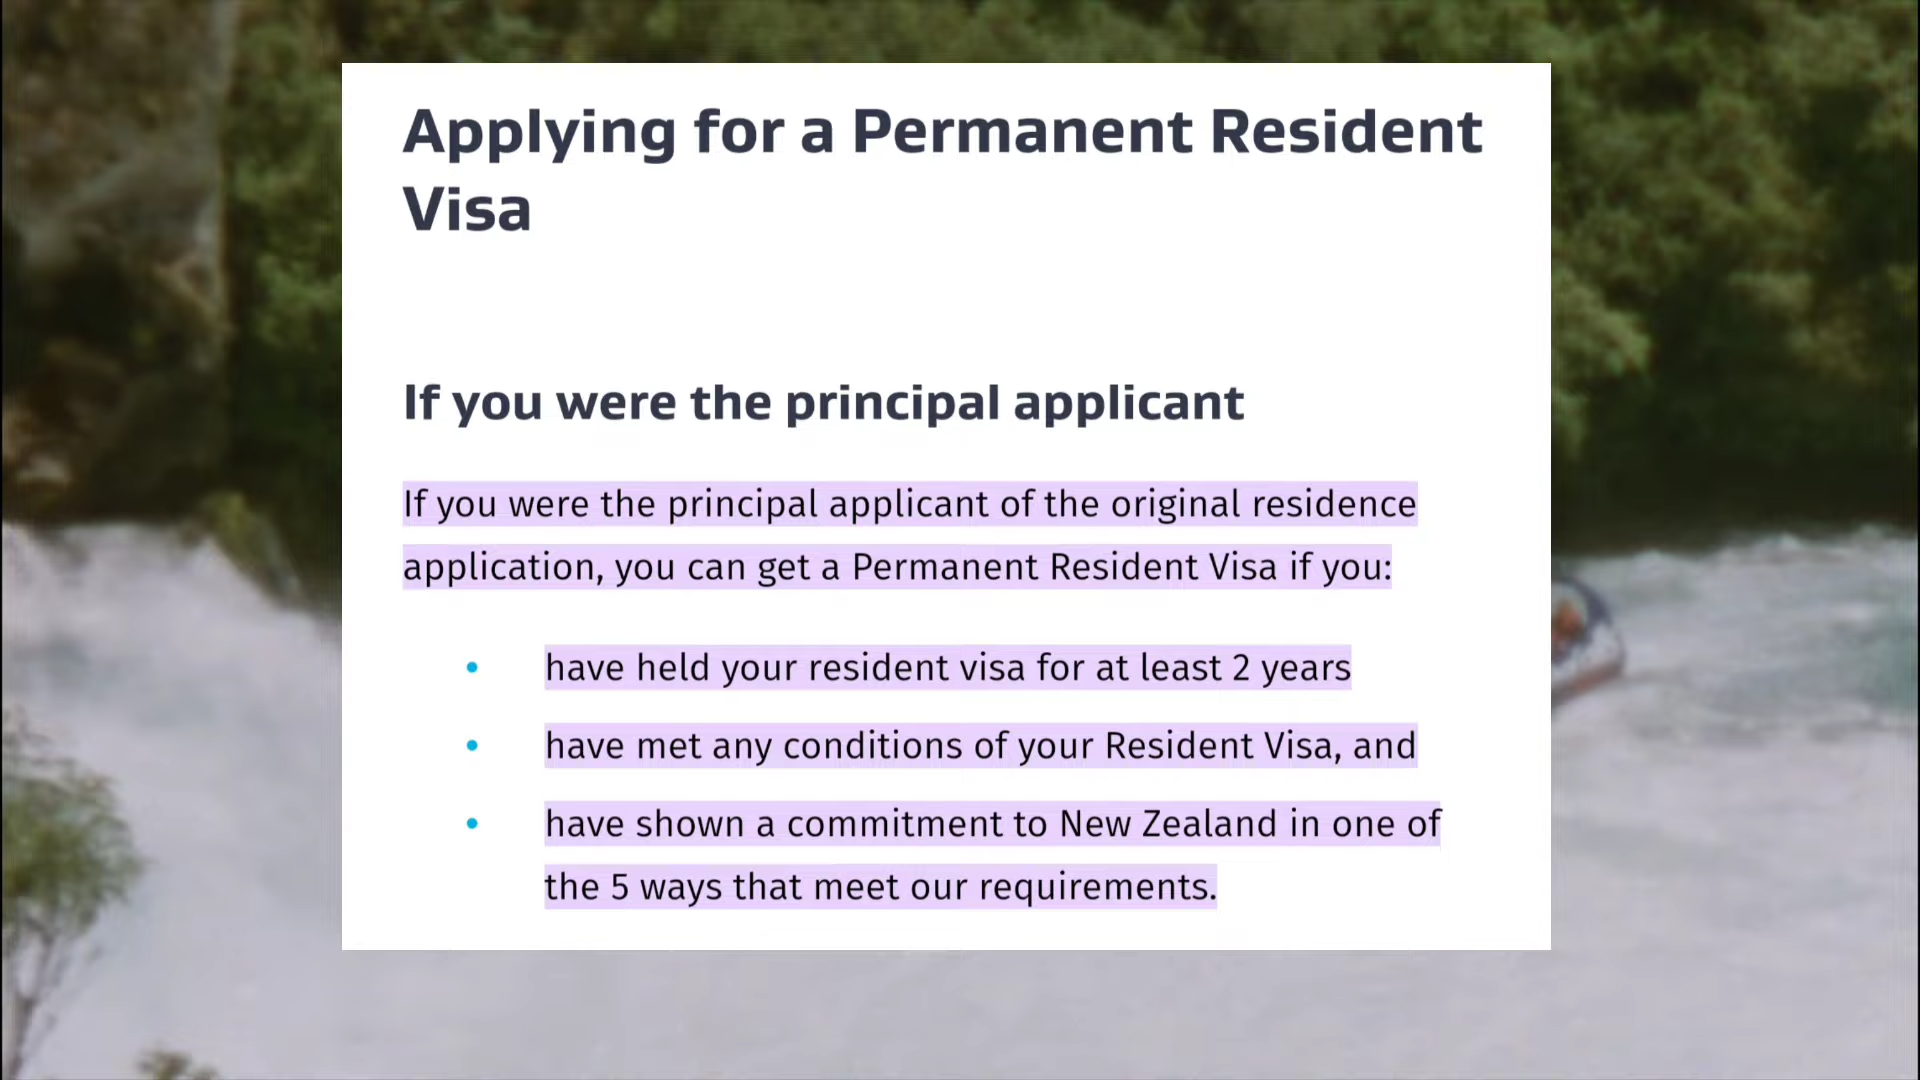 Applying for a Permanent Resident
Visa
If you were the principal applicant
If you were the principal applicant of the original residence
application, you can get a Permanent Resident Visa if you:
• have held your resident visa for at least 2 years
• have met any conditions of your Resident Visa, and
• have shown a commitment to New Zealand in one of
the 5 ways that meet our requirements.